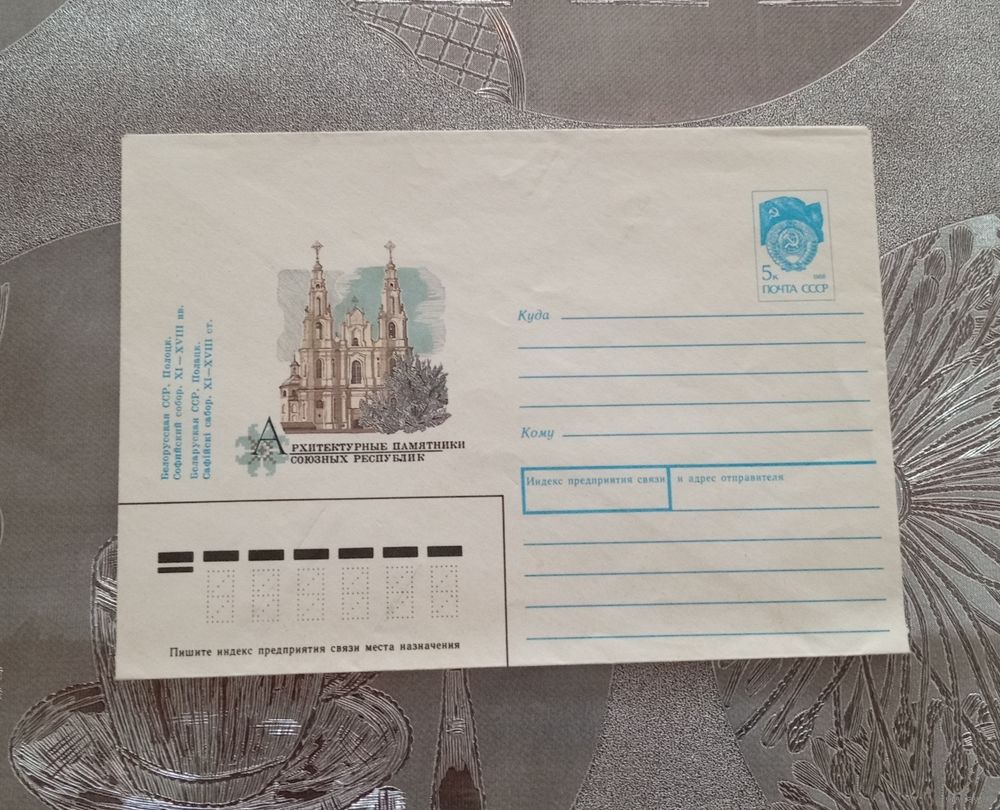 5к 1988
ПОЧТА СССР
Белорусская ССР. Полоцк.
Софийский собор. XI—XVIII вв.
Беларуская ССР. Полацк.
Сафійскі сабор. XI—XVIII ст.
АРХИТЕКТУРНЫЕ ПАМЯТНИКИ
СОЮЗНЫХ РЕСПУБЛИК
Куда
Кому
Индекс предприятия связи и адрес отправителя
Пишите индекс предприятия связи места назначения